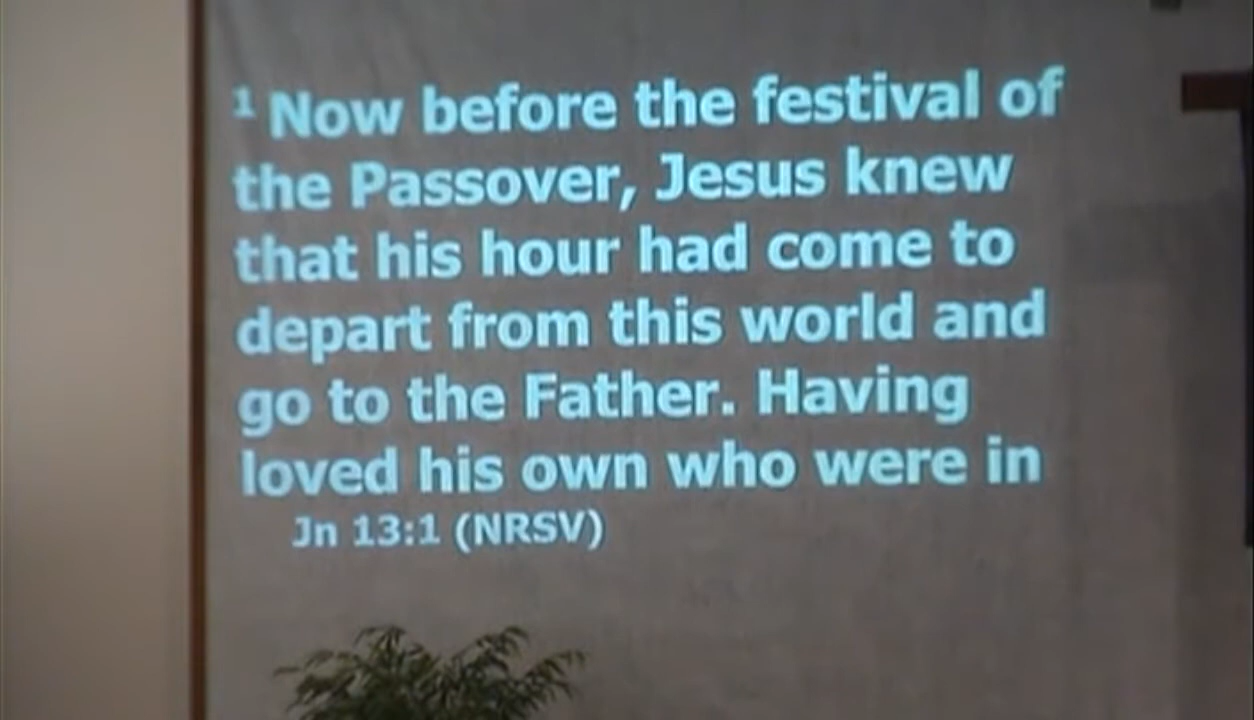 ¹ Now before the festival of
the Passover, Jesus knew
that his hour had come to
depart from this world and
go to the Father. Having
loved his own who were in
Jn 13:1 (NRSV)